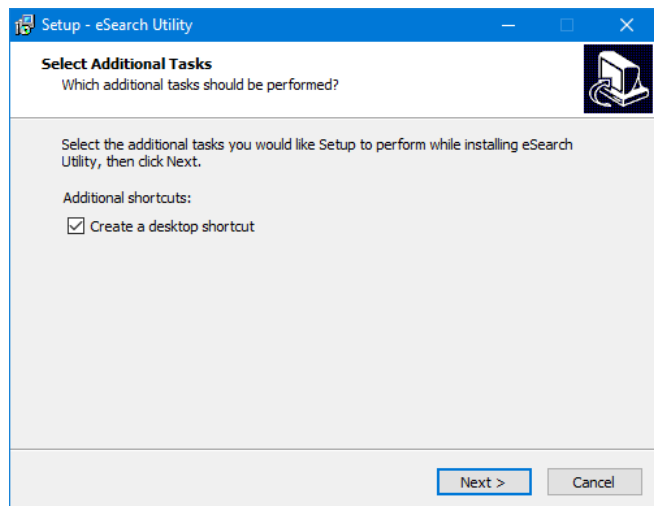 Setup - eSearch Utility
Select Additional Tasks
Which additional tasks should be performed?
Select the additional tasks you would like Setup to perform while installing eSearch
Utility, then click Next.
Additional shortcuts:
Create a desktop shortcut
Next >
Cancel